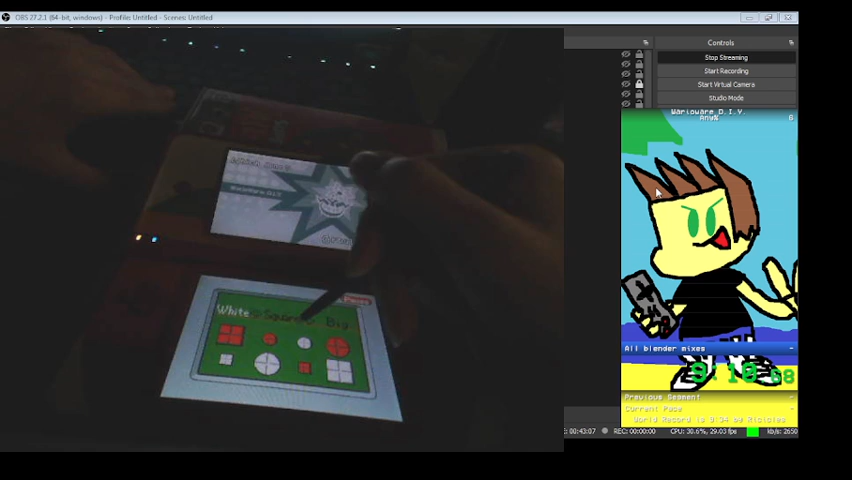 OBS 27.2.1 (64-bit, windows) - Profile: Untitled - Scenes: Untitled
Controls
Stop Streaming
Start Recording
Start Virtual Camera
Studio Mode
WarioWare D.I.Y.
Any% 6
White Square Big
All blender mixes -
9:10 68
Previous Segment -
Current Pace -
World Record is 9:34 by Ricicles
00:43:07 REC: 00:00:00 CPU: 30.6%, 29.03 fps kb/s: 2650